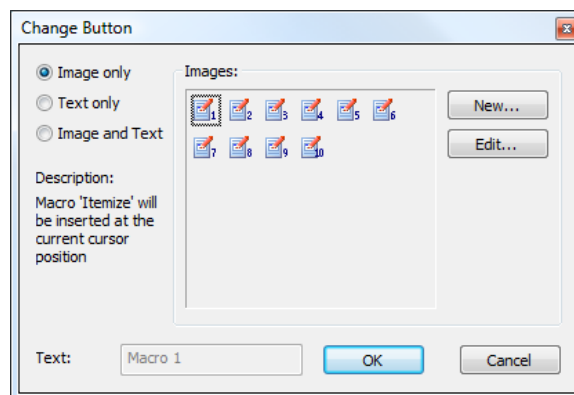 Change Button
Image only
Text only
Image and Text
Description:
Macro 'Itemize' will
be inserted at the
current cursor
position
Images:
1 2 3 4 5 6
7 8 9 10
New...
Edit...
Text:
Macro 1
OK
Cancel